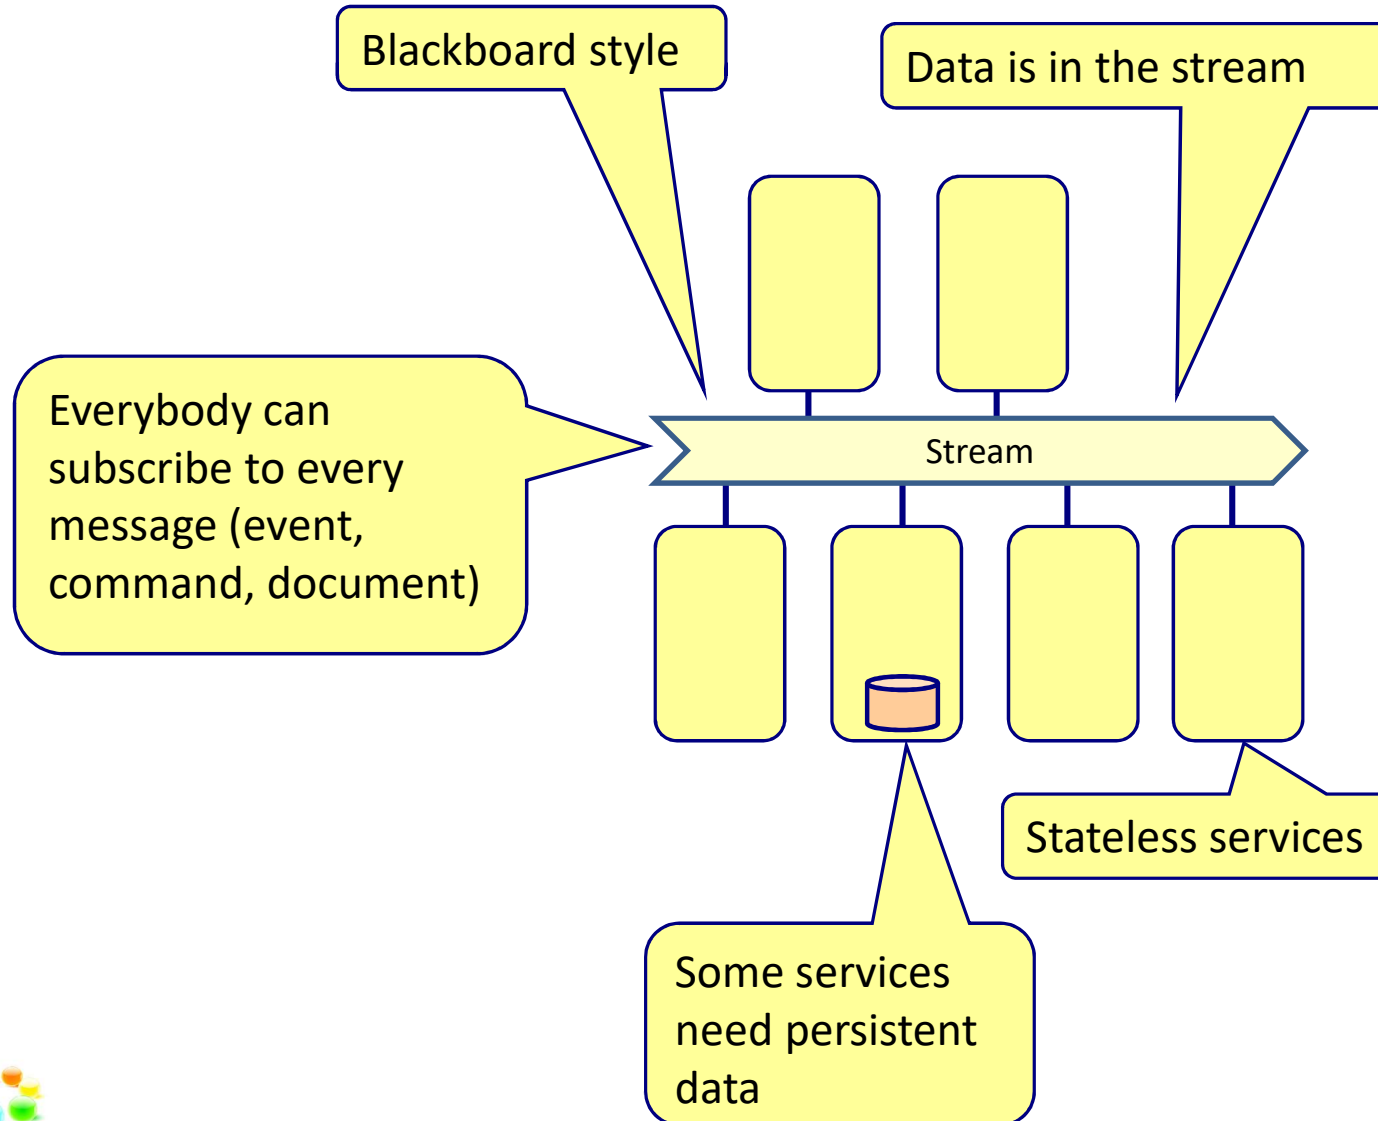 Blackboard style
Data is in the stream
Everybody can
subscribe to every
message (event,
command, document)
Stream
Stateless services
Some services
need persistent
data